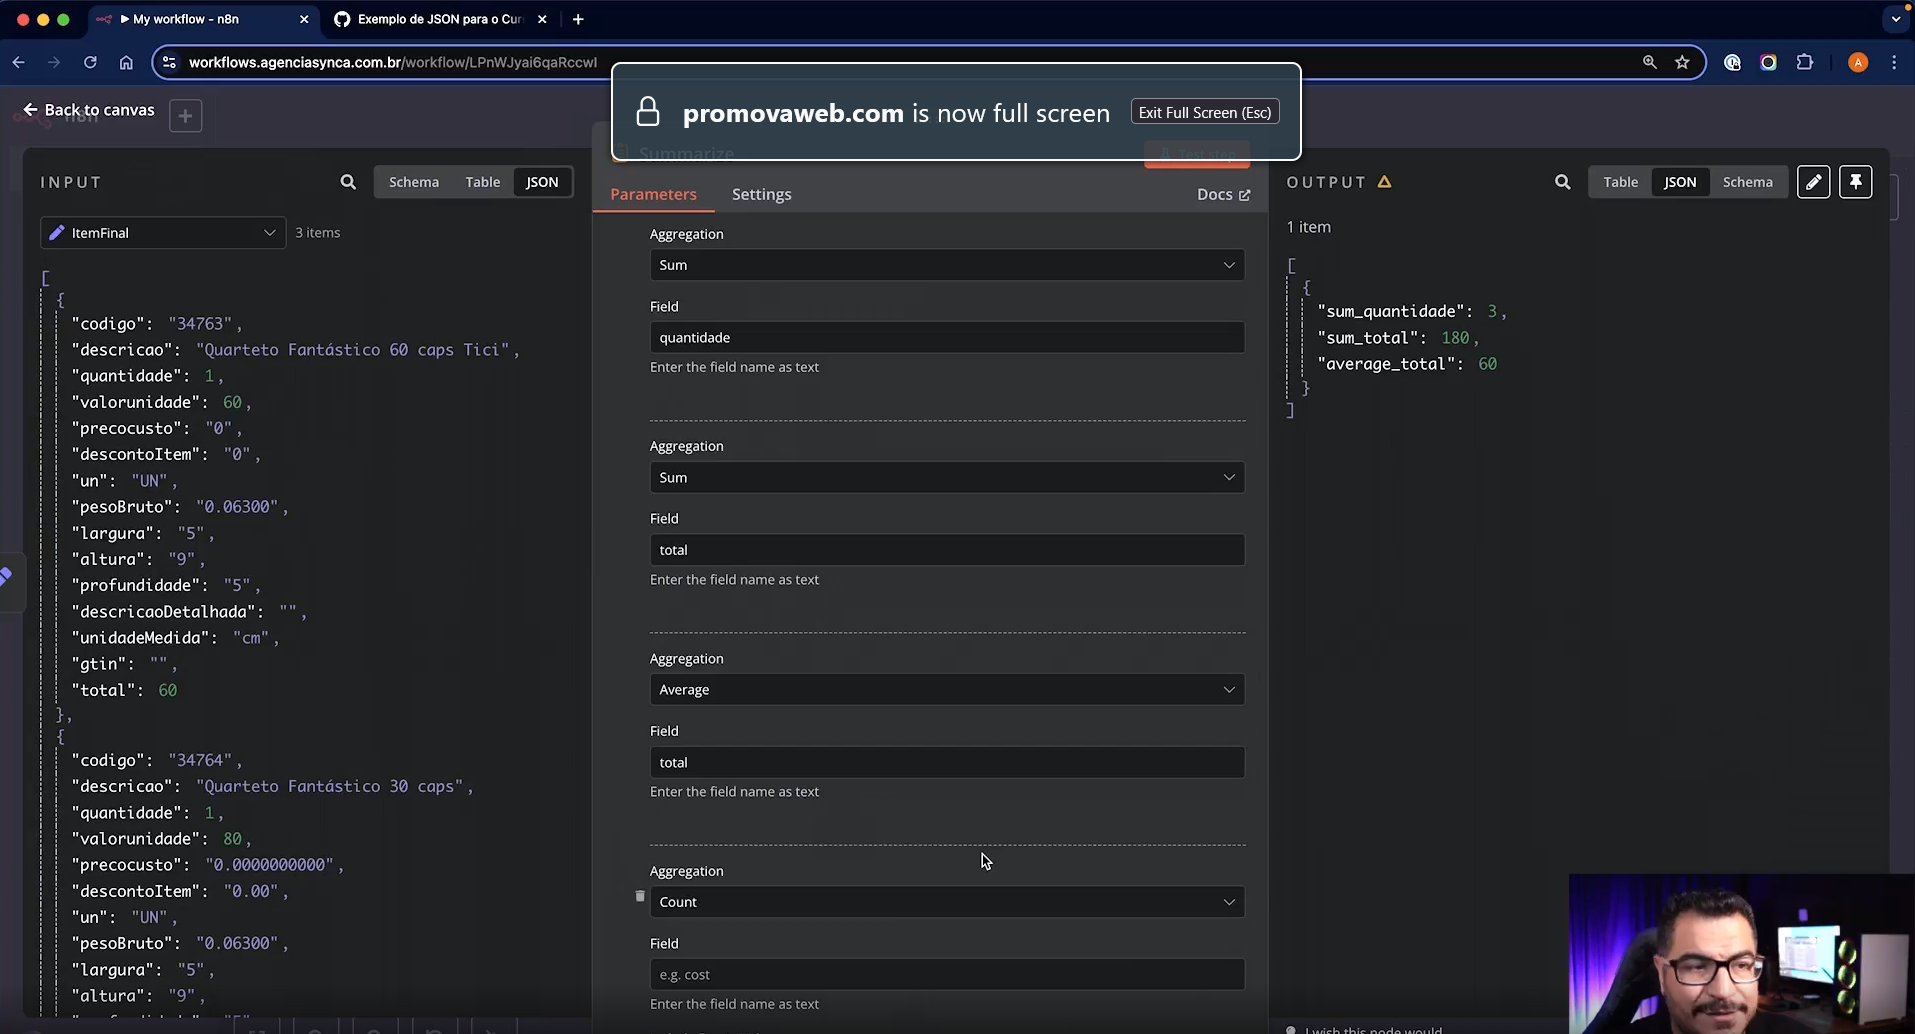 My workflow - n8n
Exemplo de JSON para o Cur
workflows.agenciasynca.com.br/workflow/LPnWJyai6qaRccwI
promovaweb.com is now full screen
Exit Full Screen (Esc)
Back to canvas
n8n
Summarize
Test step
INPUT
Schema
Table
JSON
Parameters
Settings
Docs
OUTPUT
Table
JSON
Schema
ItemFinal
3 items
1 item
[
{
"codigo": "34763",
"descricao": "Quarteto Fantástico 60 caps Tici",
"quantidade": 1,
"valorunidade": 60,
"precocusto": "0",
"descontoItem": "0",
"un": "UN",
"pesoBruto": "0.06300",
"largura": "5",
"altura": "9",
"profundidade": "5",
"descricaoDetalhada": "",
"unidadeMedida": "cm",
"gtin": "",
"total": 60
},
{
"codigo": "34764",
"descricao": "Quarteto Fantástico 30 caps",
"quantidade": 1,
"valorunidade": 80,
"precocusto": "0.0000000000",
"descontoItem": "0.00",
"un": "UN",
"pesoBruto": "0.06300",
"largura": "5",
"altura": "9",
Aggregation
Sum
Field
quantidade
Enter the field name as text
Aggregation
Sum
Field
total
Enter the field name as text
Aggregation
Average
Field
total
Enter the field name as text
Aggregation
Count
Field
e.g. cost
Enter the field name as text
[
{
"sum_quantidade": 3,
"sum_total": 180,
"average_total": 60
}
]
I wish this node would